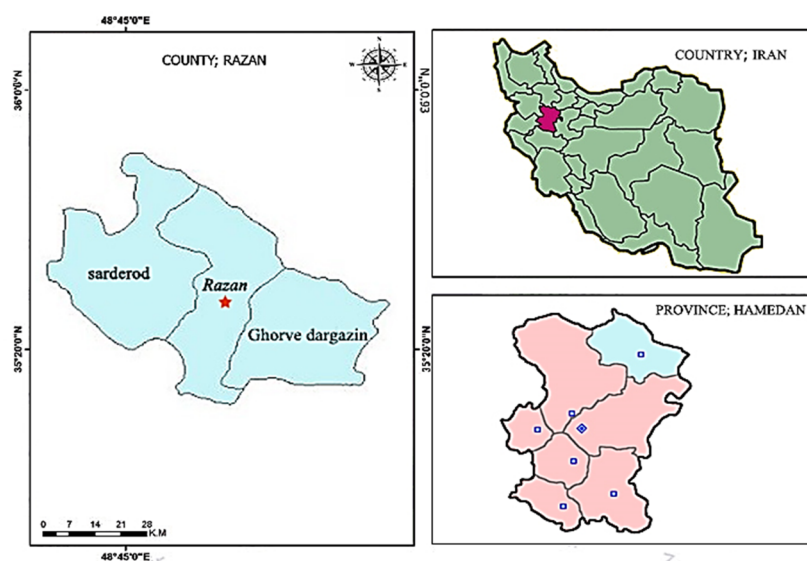 48°45'0"E
COUNTY; RAZAN
N
W
E
S
36°0'0"N
36°0'0"N
sarderod
Razan
Ghorve dargazin
35°20'0"N
35°20'0"N
0 7 14 21 28
K.M
48°45'0"E
COUNTRY; IRAN
PROVINCE; HAMEDAN